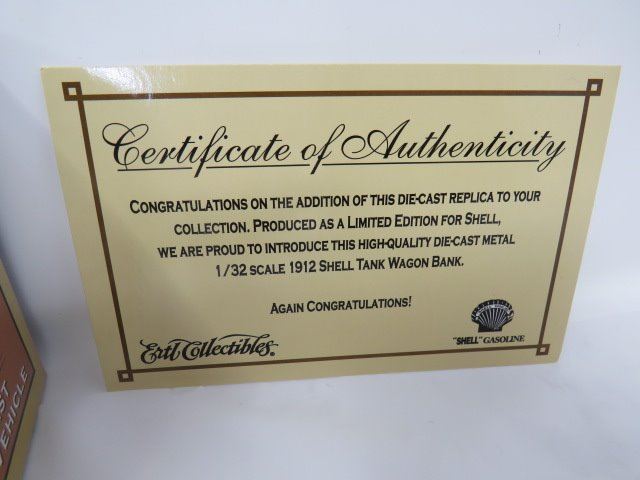 Certificate of Authenticity
CONGRATULATIONS ON THE ADDITION OF THIS DIE-CAST REPLICA TO YOUR
COLLECTION. PRODUCED AS A LIMITED EDITION FOR SHELL,
WE ARE PROUD TO INTRODUCE THIS HIGH-QUALITY DIE-CAST METAL
1/32 SCALE 1912 SHELL TANK WAGON BANK.
AGAIN CONGRATULATIONS!
Ertl Collectibles®
"SHELL" GASOLINE
VEHICLE